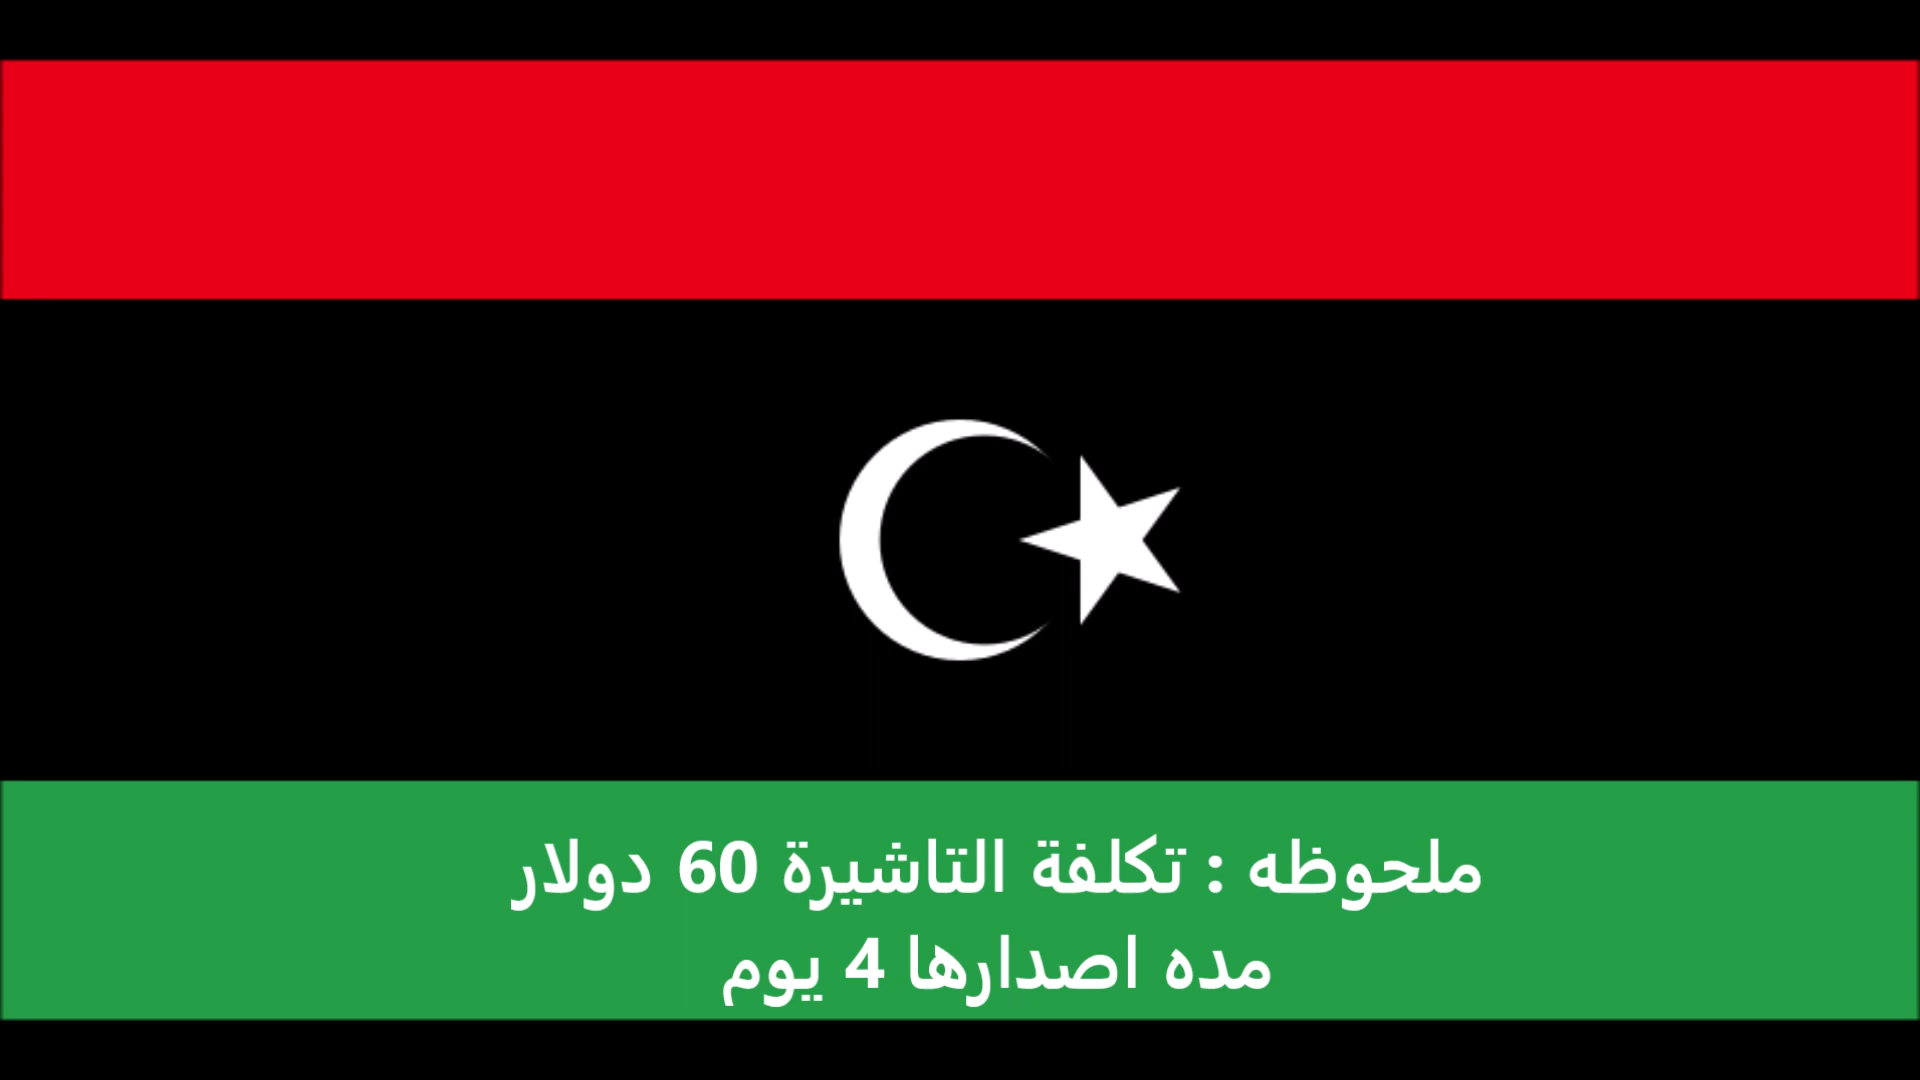 ملحوظه : تكلفة التاشيرة 60 دولار
مده اصدارها 4 يوم